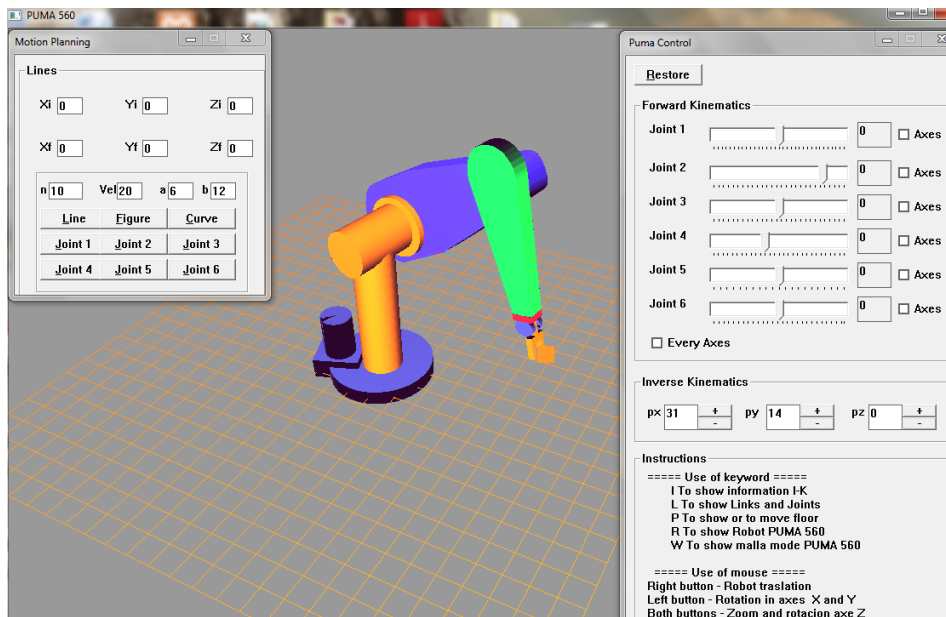 PUMA 560
Motion Planning
Lines
Xi 0 Yi 0 Zi 0
Xf 0 Yf 0 Zf 0
n 10 Vel 20 a 6 b 12
Line Figure Curve
Joint 1 Joint 2 Joint 3
Joint 4 Joint 5 Joint 6
Puma Control
Restore
Forward Kinematics
Joint 1 0 Axes
Joint 2 0 Axes
Joint 3 0 Axes
Joint 4 0 Axes
Joint 5 0 Axes
Joint 6 0 Axes
Every Axes
Inverse Kinematics
px 31 + - py 14 + - pz 0 + -
Instructions
===== Use of keyword =====
I To show information I-K
L To show Links and Joints
P To show or to move floor
R To show Robot PUMA 560
W To show malla mode PUMA 560
===== Use of mouse =====
Right button - Robot traslation
Left button - Rotation in axes X and Y
Both buttons - Zoom and rotacion axe Z